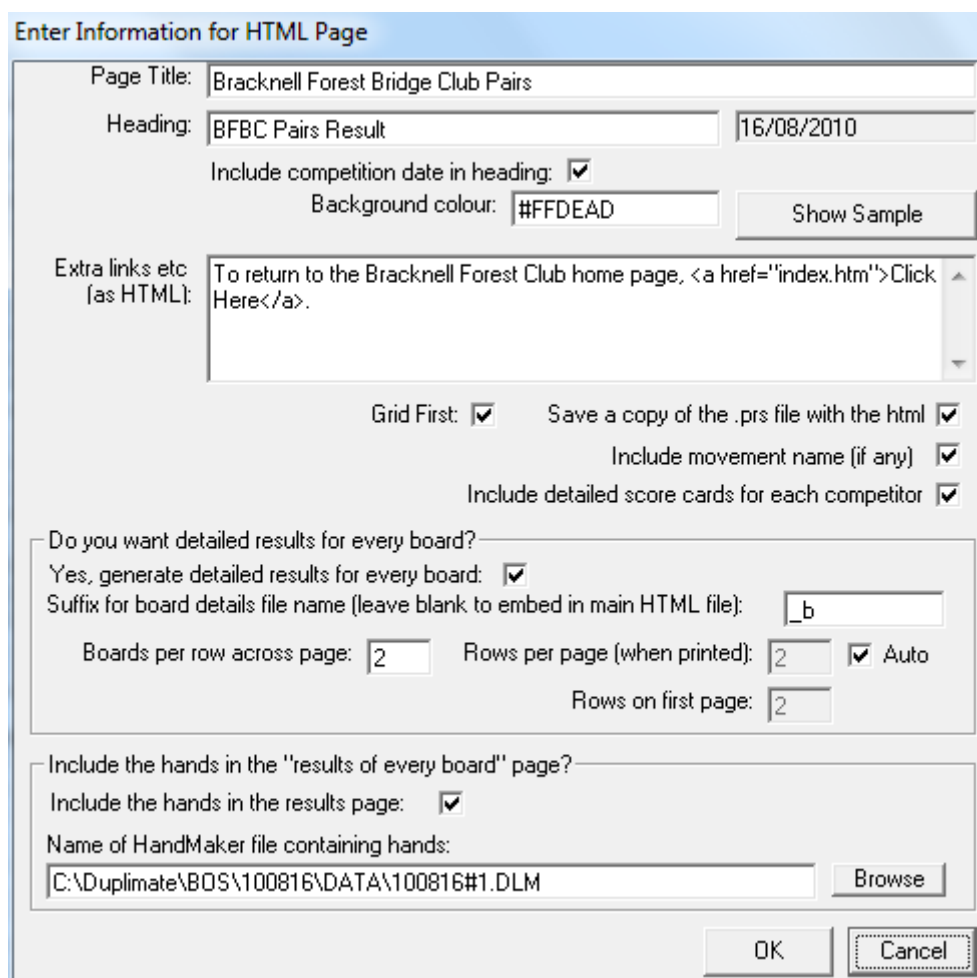 Enter Information for HTML Page
Page Title: Bracknell Forest Bridge Club Pairs
Heading: BFBC Pairs Result 16/08/2010
Include competition date in heading:
Background colour: #FFDEAD Show Sample
Extra links etc (as HTML):
To return to the Bracknell Forest Club home page, <a href="index.htm">Click
Here</a>.
Grid First: Save a copy of the .prs file with the html
Include movement name (if any)
Include detailed score cards for each competitor
Do you want detailed results for every board?
Yes, generate detailed results for every board:
Suffix for board details file name (leave blank to embed in main HTML file): _b
Boards per row across page: 2 Rows per page (when printed): 2 Auto
Rows on first page: 2
Include the hands in the "results of every board" page?
Include the hands in the results page:
Name of HandMaker file containing hands:
C:\Duplimate\BOS\100816\DATA\100816#1.DLM Browse
OK Cancel